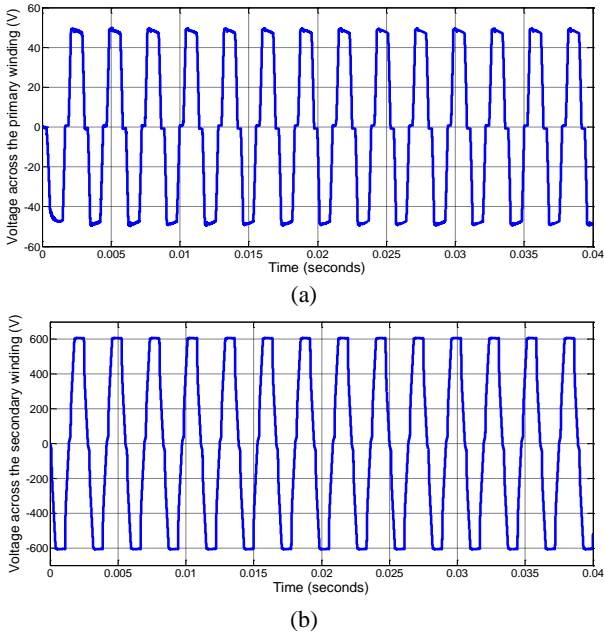 Voltage across the primary winding (V)
60
40
20
0
-20
-40
-60
0 0.005 0.01 0.015 0.02 0.025 0.03 0.035 0.04
Time (seconds)
(a)
Voltage across the secondary winding (V)
600
400
200
0
-200
-400
-600
0 0.005 0.01 0.015 0.02 0.025 0.03 0.035 0.04
Time (seconds)
(b)